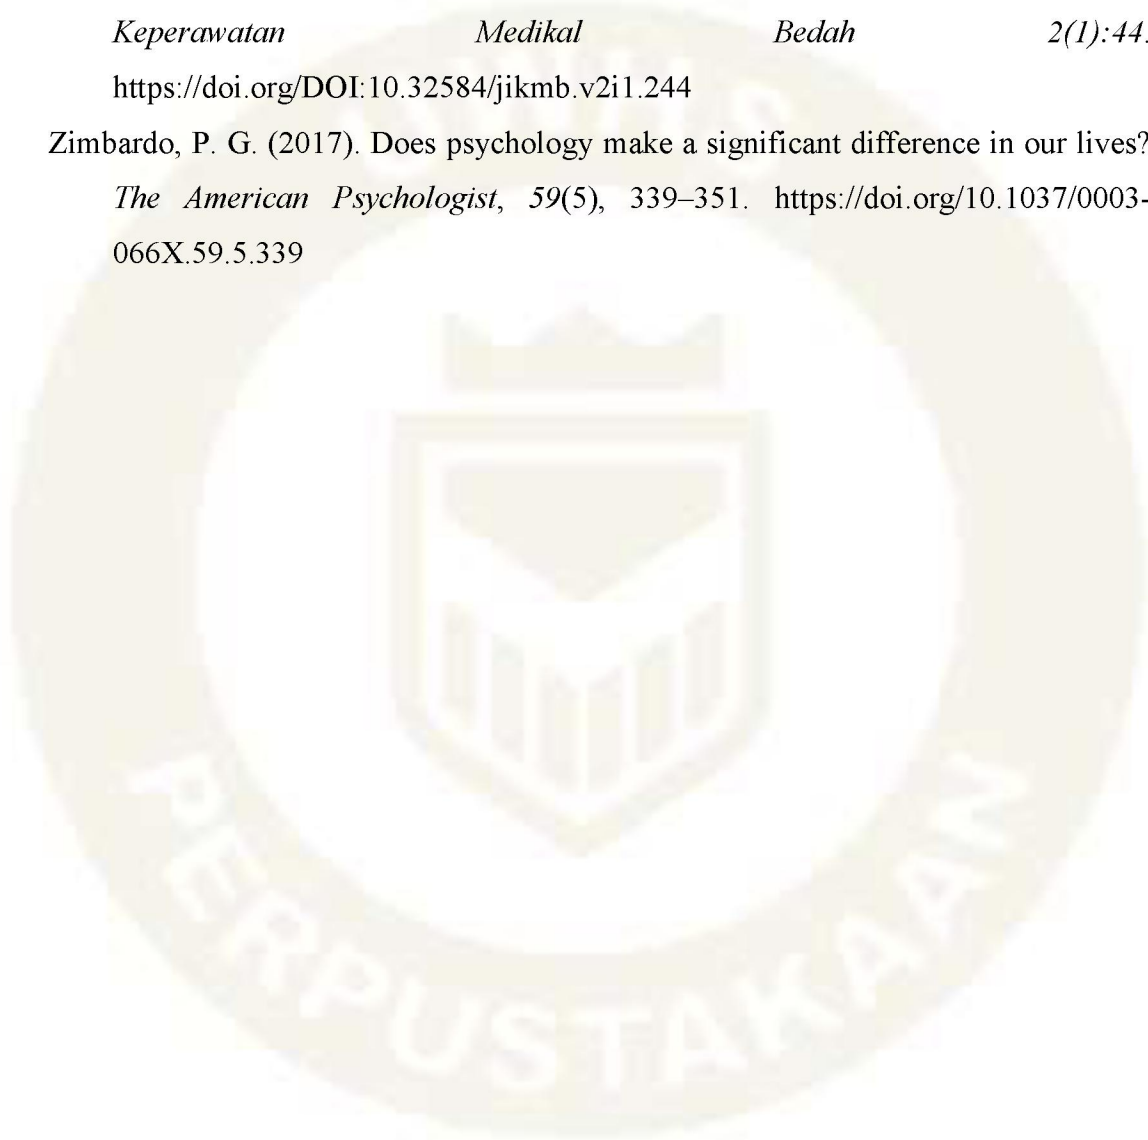 Keperawatan Medikal Bedah 2(1):44.
https://doi.org/DOI:10.32584/jikmb.v2i1.244
Zimbardo, P. G. (2017). Does psychology make a significant difference in our lives?
The American Psychologist, 59(5), 339–351. https://doi.org/10.1037/0003-
066X.59.5.339
PERPUSTAKAAN